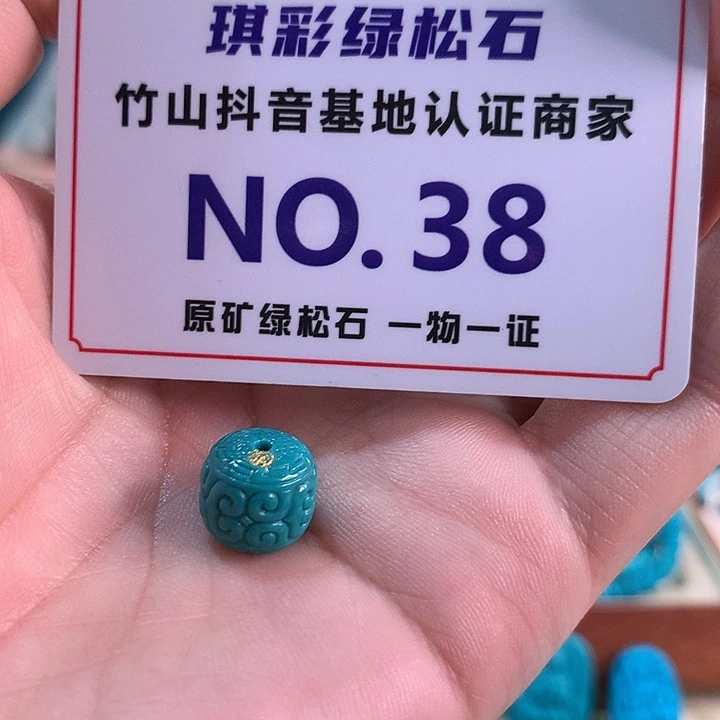 琪彩绿松石
竹山抖音基地认证商家
NO.38
原矿绿松石 一物一证